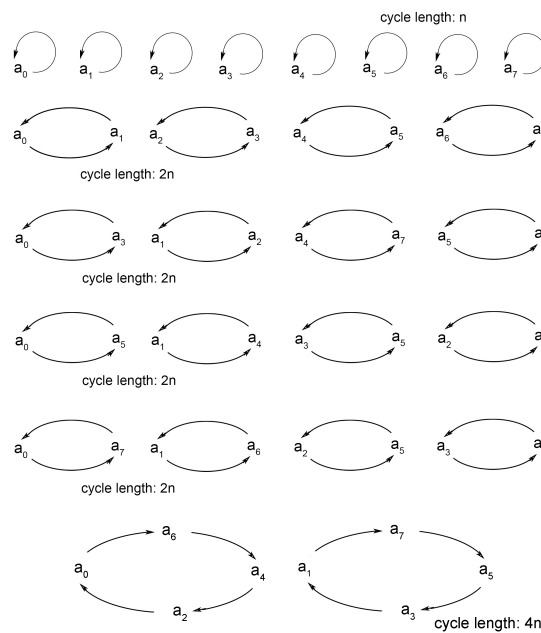 cycle length: n
a₀ a₁ a₂ a₃ a₄ a₅ a₆ a₇
a₀ a₁ a₂ a₃ a₄ a₅ a₆ a
cycle length: 2n
a₀ a₃ a₁ a₂ a₄ a₇ a₅ a
cycle length: 2n
a₀ a₅ a₁ a₄ a₃ a₅ a₂ a
cycle length: 2n
a₀ a₇ a₁ a₆ a₂ a₅ a₃ a
cycle length: 2n
a₆ a₇
a₀ a₄ a₁ a₅
a₂ a₃
cycle length: 4n